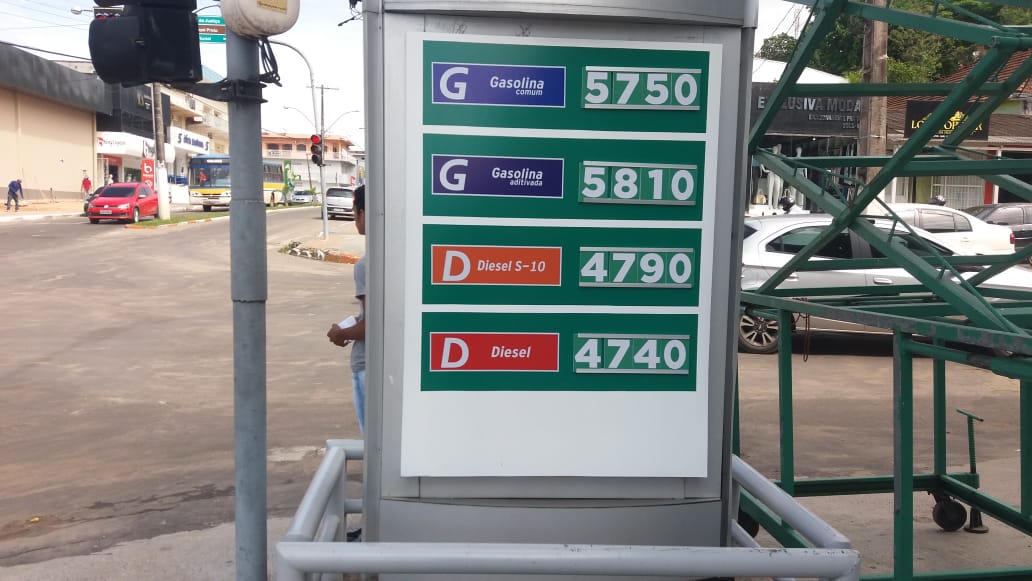 G Gasolina comum 5750
G Gasolina aditivada 5810
D Diesel S-10 4790
D Diesel 4740